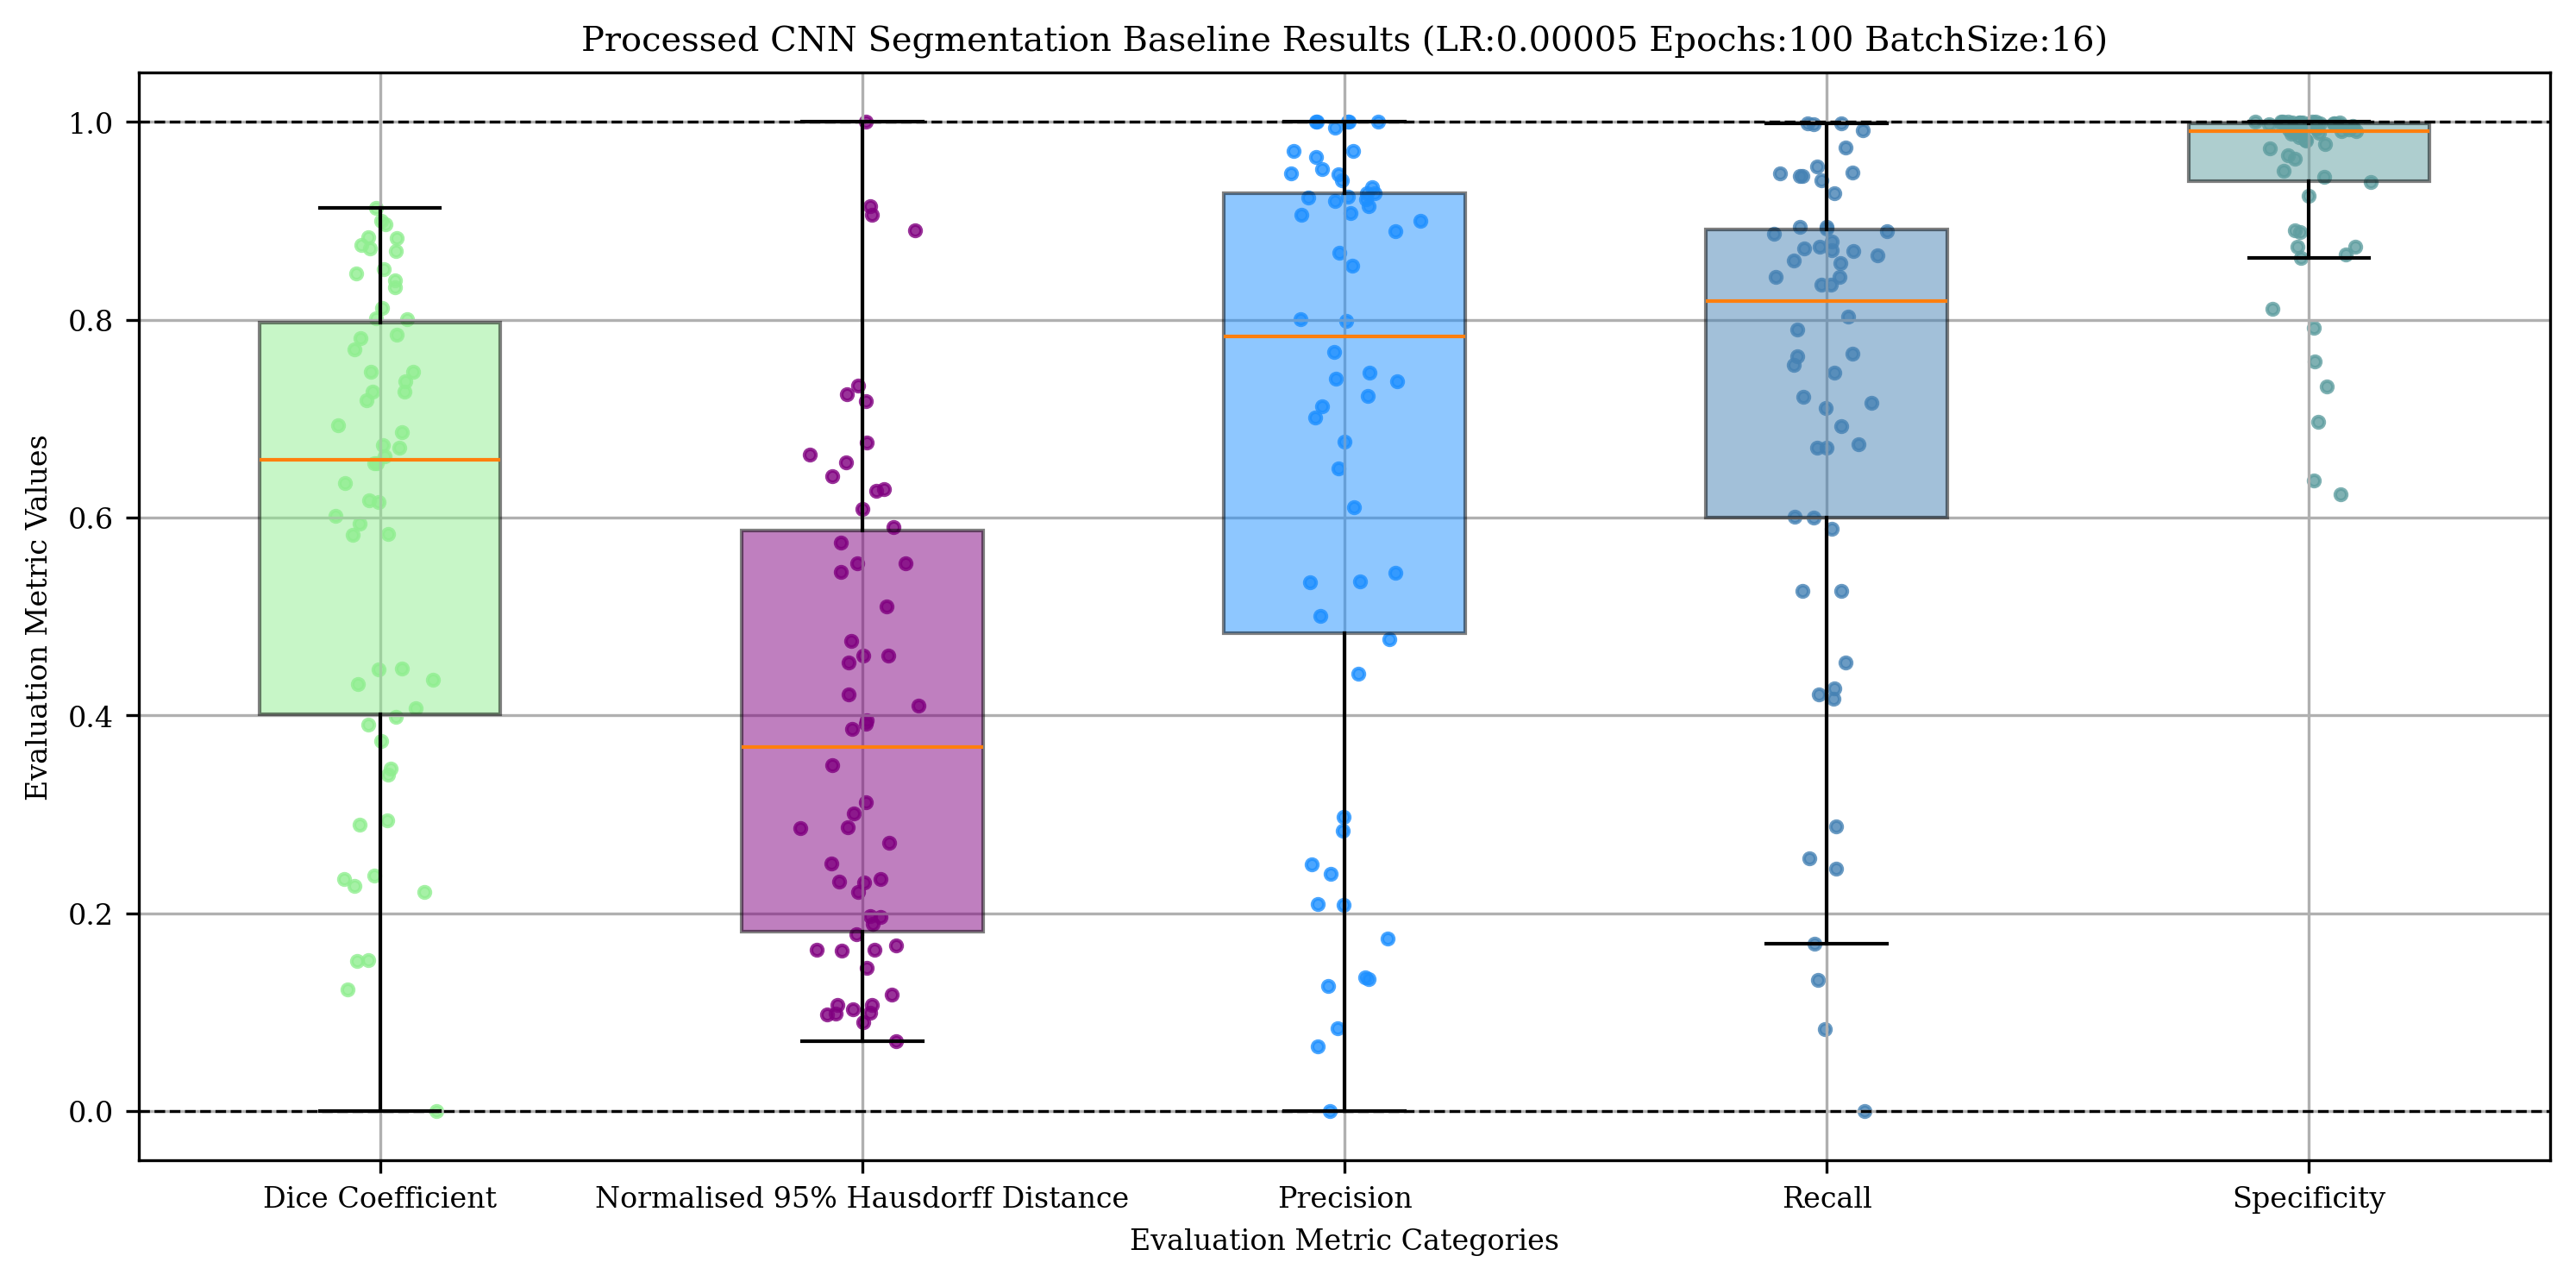 Processed CNN Segmentation Baseline Results (LR:0.00005 Epochs:100 BatchSize:16)
Evaluation Metric Values
1.0
0.8
0.6
0.4
0.2
0.0
Dice Coefficient
Normalised 95% Hausdorff Distance
Precision
Recall
Specificity
Evaluation Metric Categories